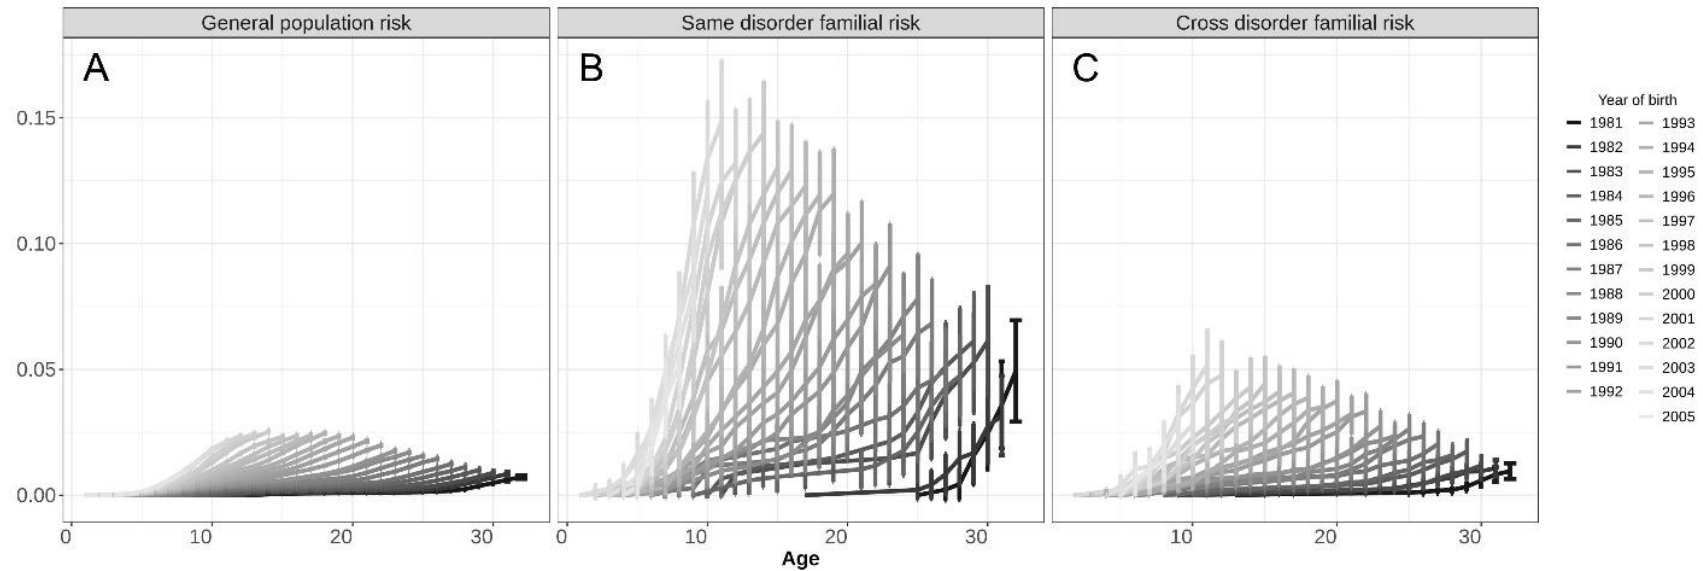 General population risk
Same disorder familial risk
Cross disorder familial risk
A
B
C
0.15
0.10
0.05
0.00
0 10 20 30
0 10 20 30
10 20 30
Age
Year of birth
1981 1993
1982 1994
1983 1995
1984 1996
1985 1997
1986 1998
1987 1999
1988 2000
1989 2001
1990 2002
1991 2003
1992 2004
2005